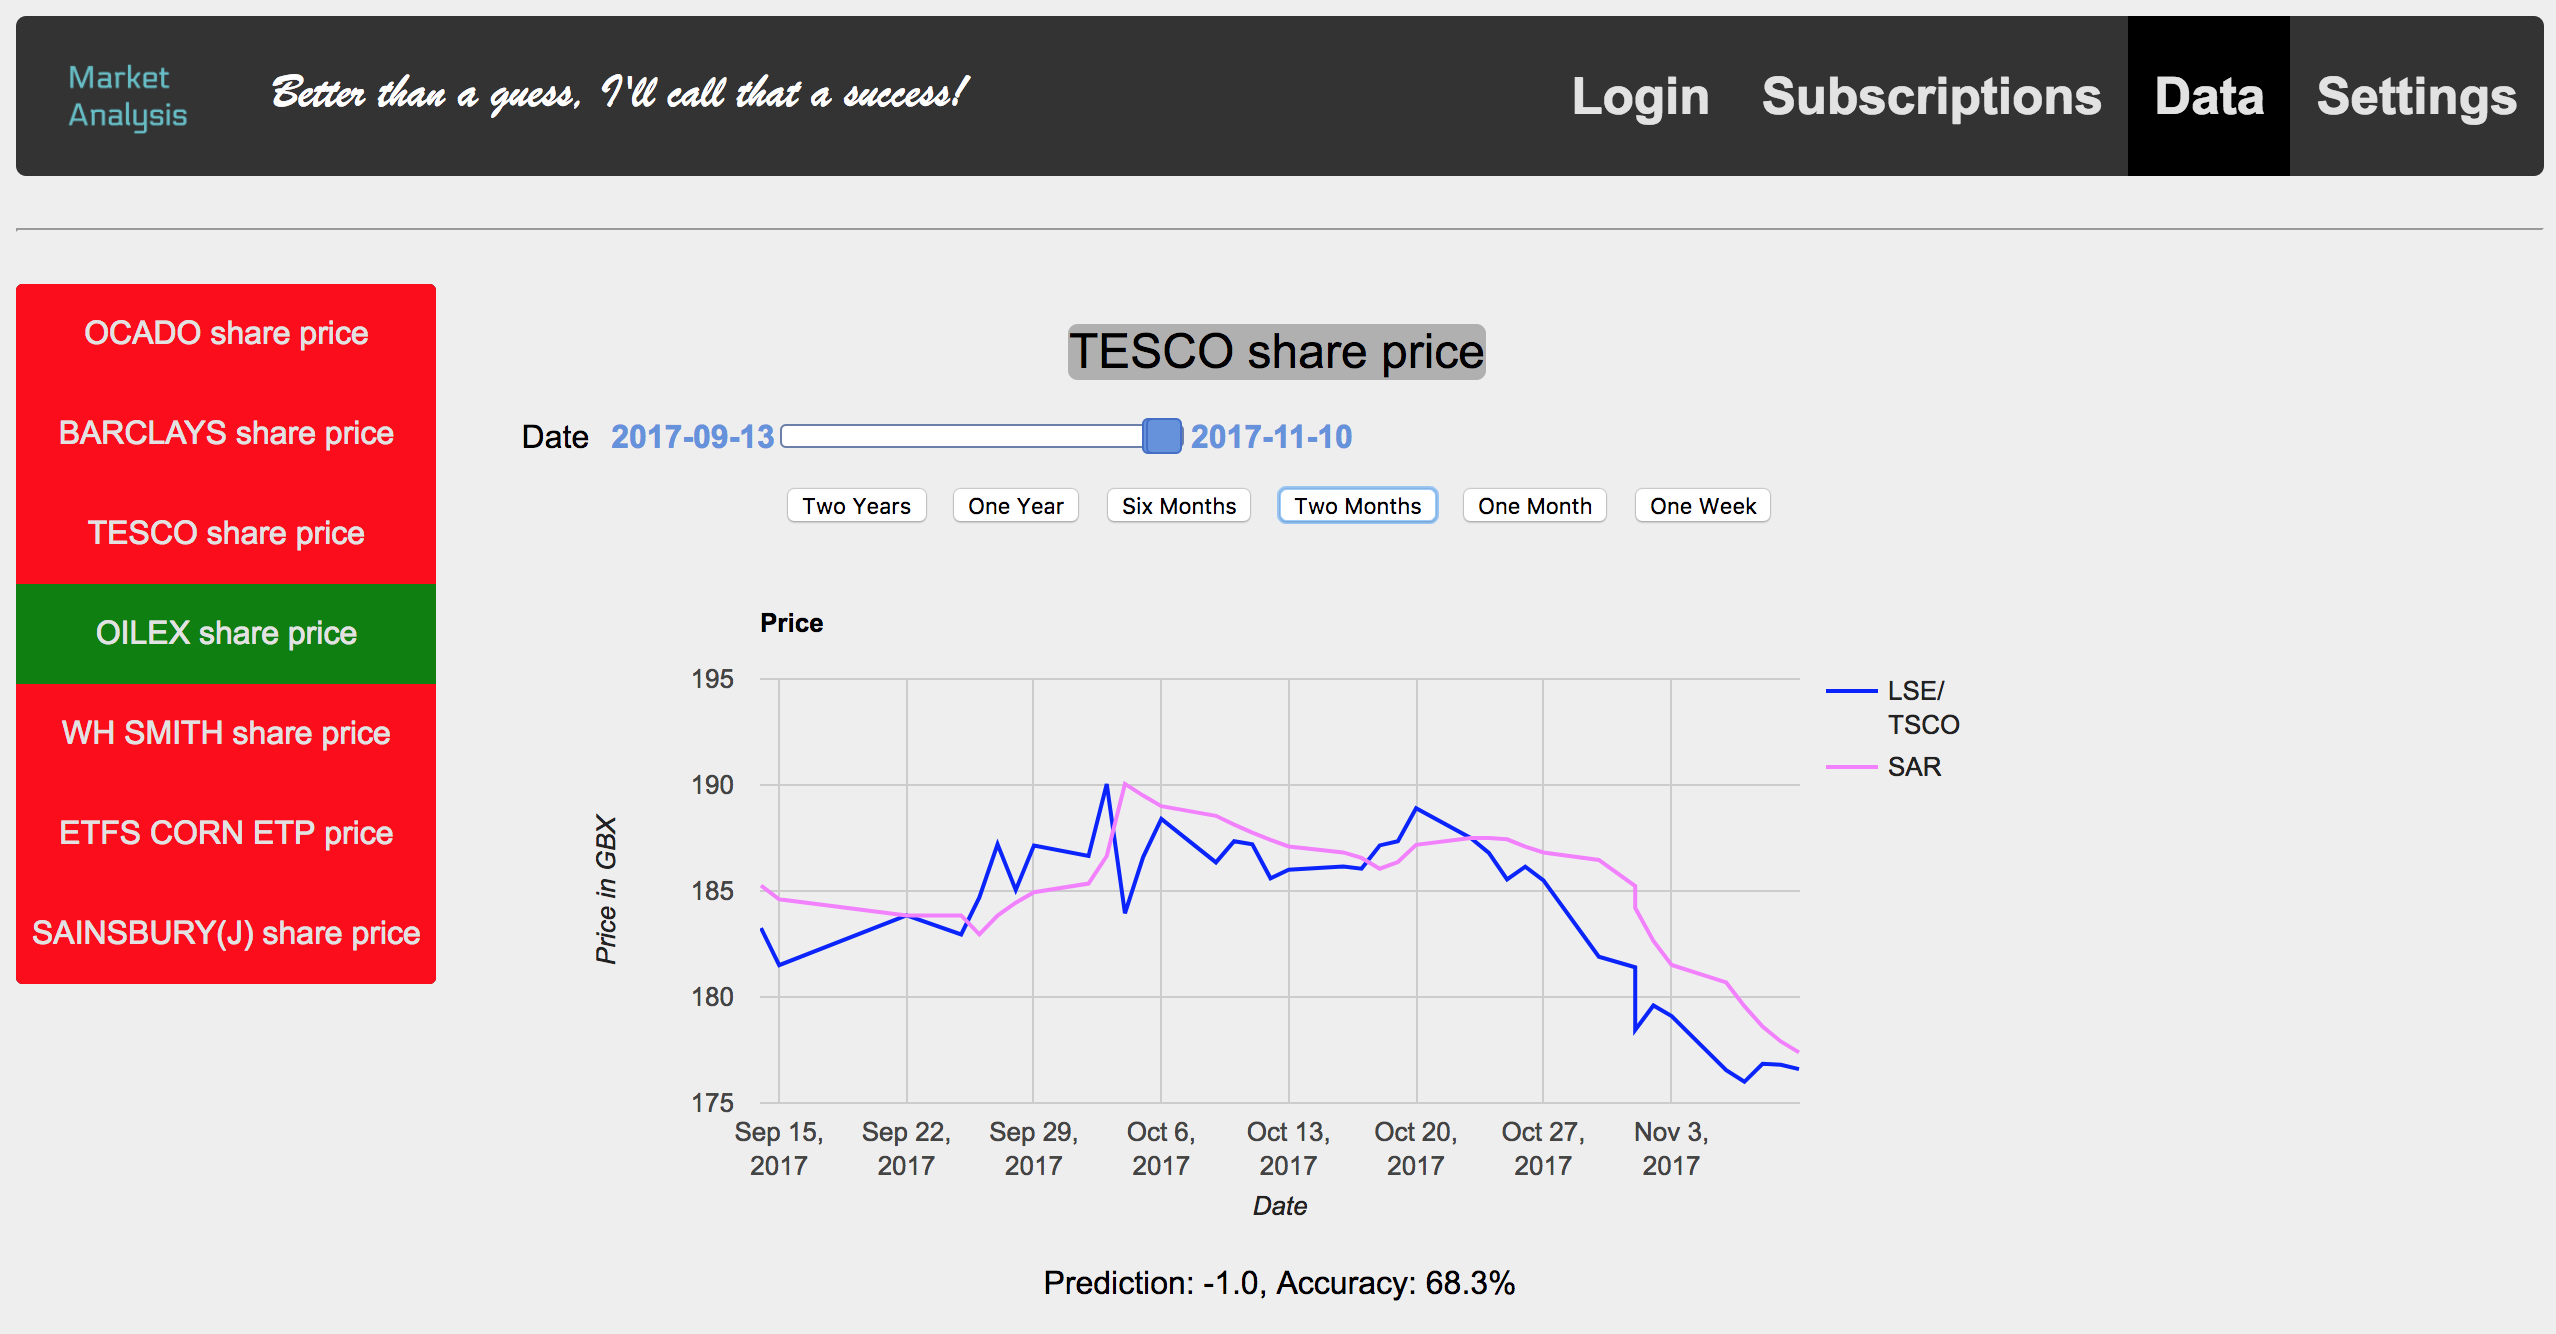 Market
Analysis
Better than a guess, I'll call that a success!
Login Subscriptions Data Settings
OCADO share price
BARCLAYS share price
TESCO share price
OILEX share price
WH SMITH share price
ETFS CORN ETP price
SAINSBURY(J) share price
TESCO share price
Date 2017-09-13 2017-11-10
Two Years One Year Six Months Two Months One Month One Week
Price
195
190
185
180
175
Price in GBX
LSE/
TSCO
SAR
Sep 15, Sep 22, Sep 29, Oct 6, Oct 13, Oct 20, Oct 27, Nov 3,
2017 2017 2017 2017 2017 2017 2017 2017
Date
Prediction: -1.0, Accuracy: 68.3%